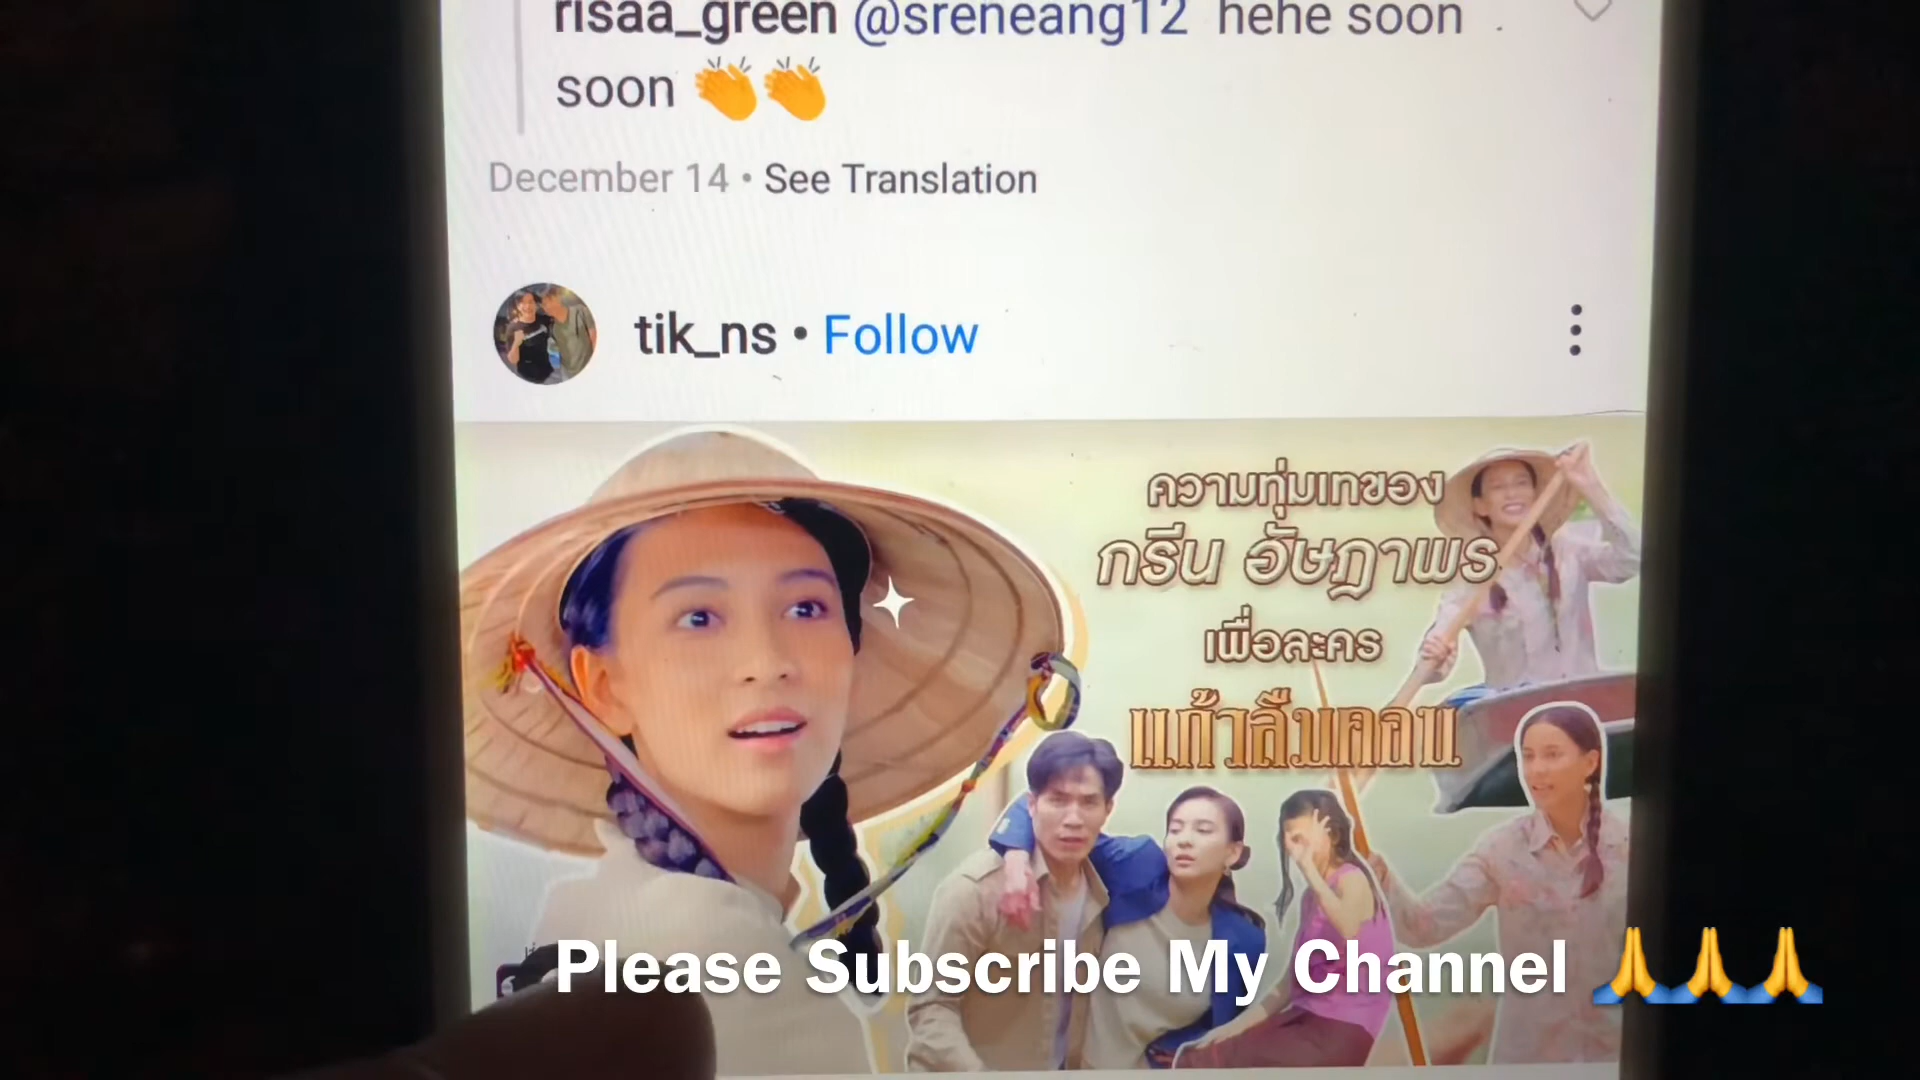 risaa_green @sreneang12 hehe soon
soon 👏👏
December 14 • See Translation
tik_ns • Follow
ความทุ่มเทของ
กรีน อัษฎาพร
เพื่อละคร
แก้วลืมคอน
Please Subscribe My Channel 🙏🙏🙏